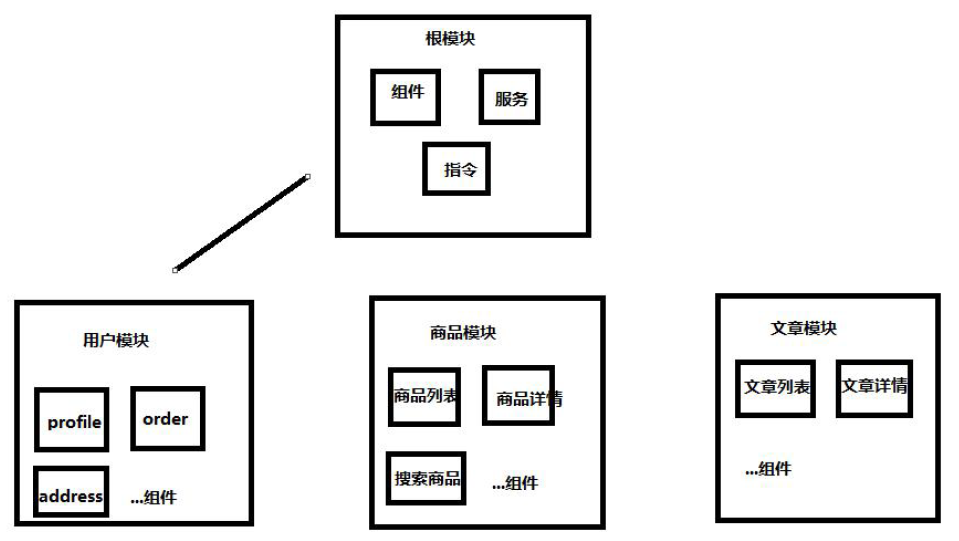 根模块
组件
服务
指令
用户模块
profile
order
address
...组件
商品模块
商品列表
商品详情
搜索商品
...组件
文章模块
文章列表
文章详情
...组件